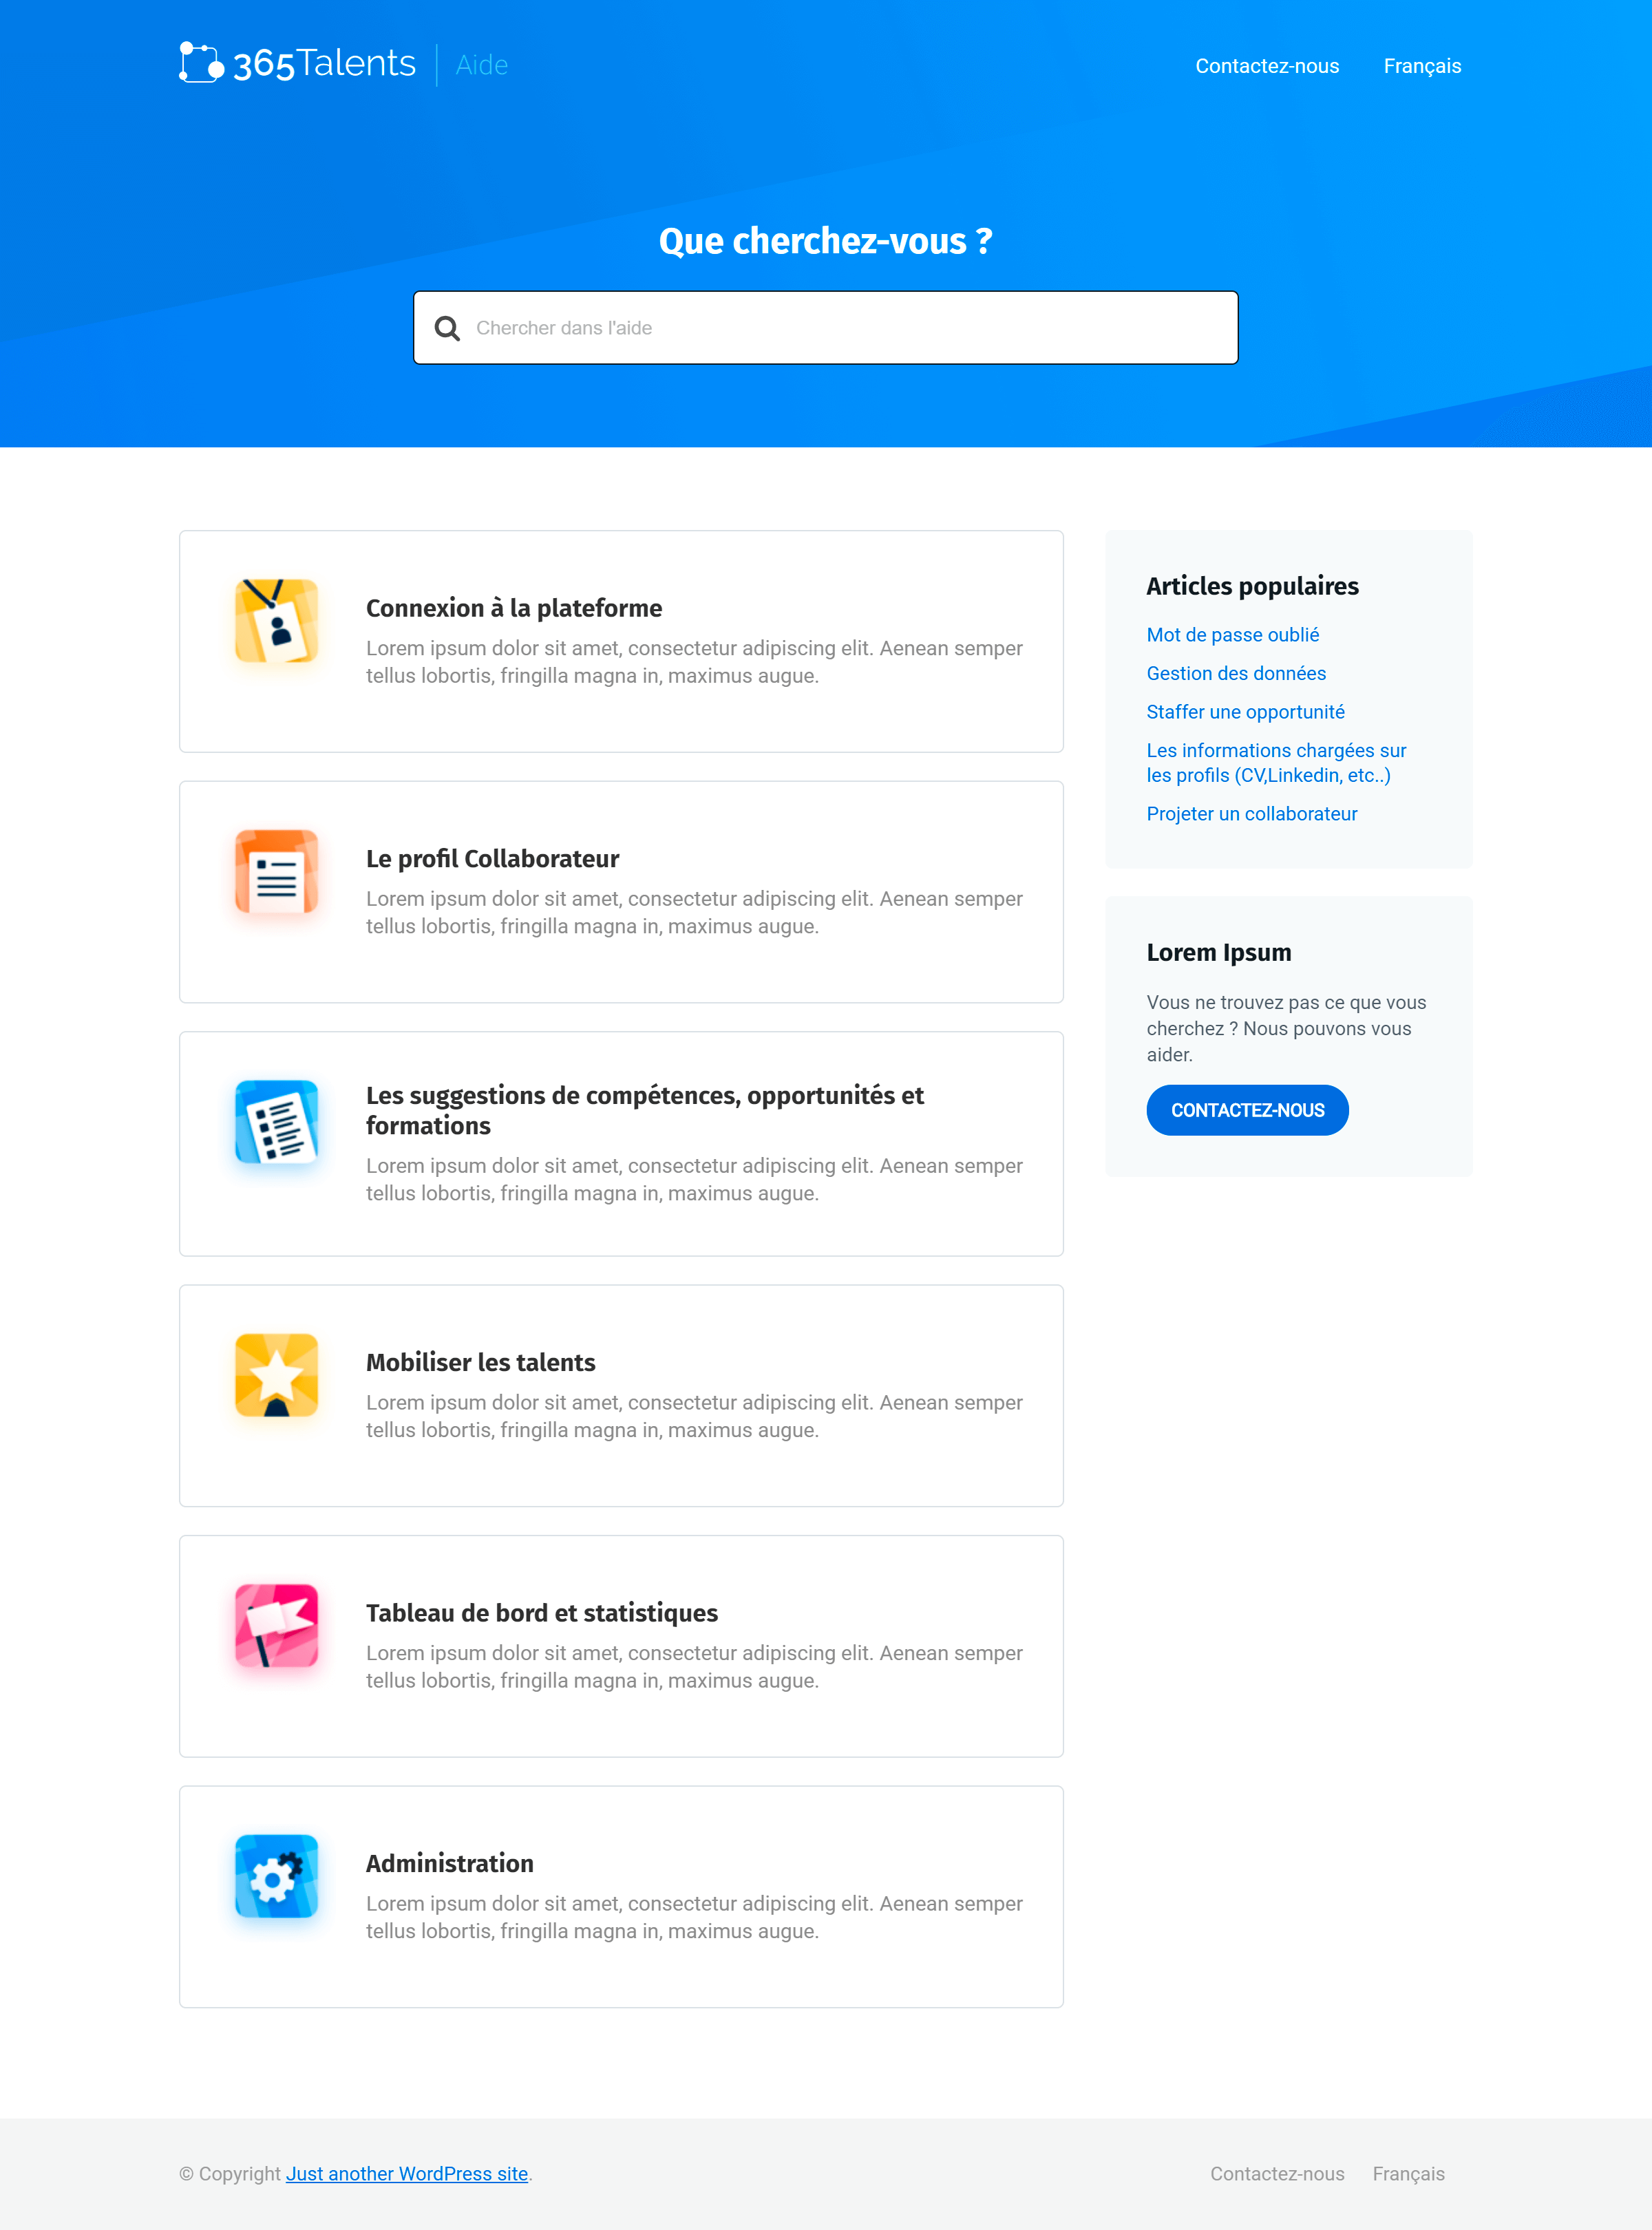 365Talents | Aide
Contactez-nous
Français
Que cherchez-vous ?
Chercher dans l'aide
Connexion à la plateforme
Lorem ipsum dolor sit amet, consectetur adipiscing elit. Aenean semper
tellus lobortis, fringilla magna in, maximus augue.
Le profil Collaborateur
Lorem ipsum dolor sit amet, consectetur adipiscing elit. Aenean semper
tellus lobortis, fringilla magna in, maximus augue.
Les suggestions de compétences, opportunités et
formations
Lorem ipsum dolor sit amet, consectetur adipiscing elit. Aenean semper
tellus lobortis, fringilla magna in, maximus augue.
Mobiliser les talents
Lorem ipsum dolor sit amet, consectetur adipiscing elit. Aenean semper
tellus lobortis, fringilla magna in, maximus augue.
Tableau de bord et statistiques
Lorem ipsum dolor sit amet, consectetur adipiscing elit. Aenean semper
tellus lobortis, fringilla magna in, maximus augue.
Administration
Lorem ipsum dolor sit amet, consectetur adipiscing elit. Aenean semper
tellus lobortis, fringilla magna in, maximus augue.
Articles populaires
Mot de passe oublié
Gestion des données
Staffer une opportunité
Les informations chargées sur
les profils (CV,Linkedin, etc..)
Projeter un collaborateur
Lorem Ipsum
Vous ne trouvez pas ce que vous
cherchez ? Nous pouvons vous
aider.
CONTACTEZ-NOUS
© Copyright Just another WordPress site.
Contactez-nous
Français